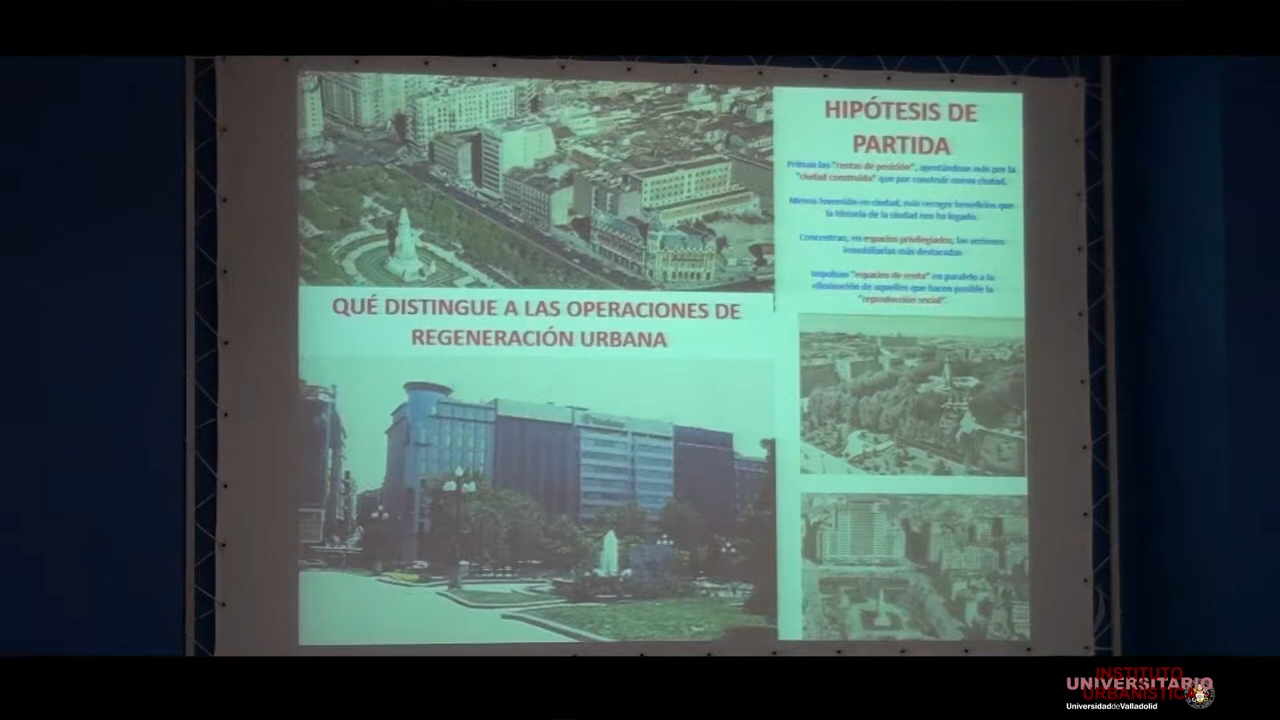 HIPÓTESIS DE
PARTIDA
Priman las "rentas de posición", apostándose más por la
"ciudad construida" que por construir nueva ciudad.
Menos inversión en ciudad, más recoger beneficios que
la historia de la ciudad nos ha legado.
Concentran, en espacios privilegiados, las acciones
inmobiliarias más destacadas
Impulsan "espacios de renta" en paralelo a la
eliminación de aquellos que hacen posible la
"reproducción social".
QUÉ DISTINGUE A LAS OPERACIONES DE
REGENERACIÓN URBANA
INSTITUTO
UNIVERSITARIO
URBANÍSTICA
UniversidaddeValladolid